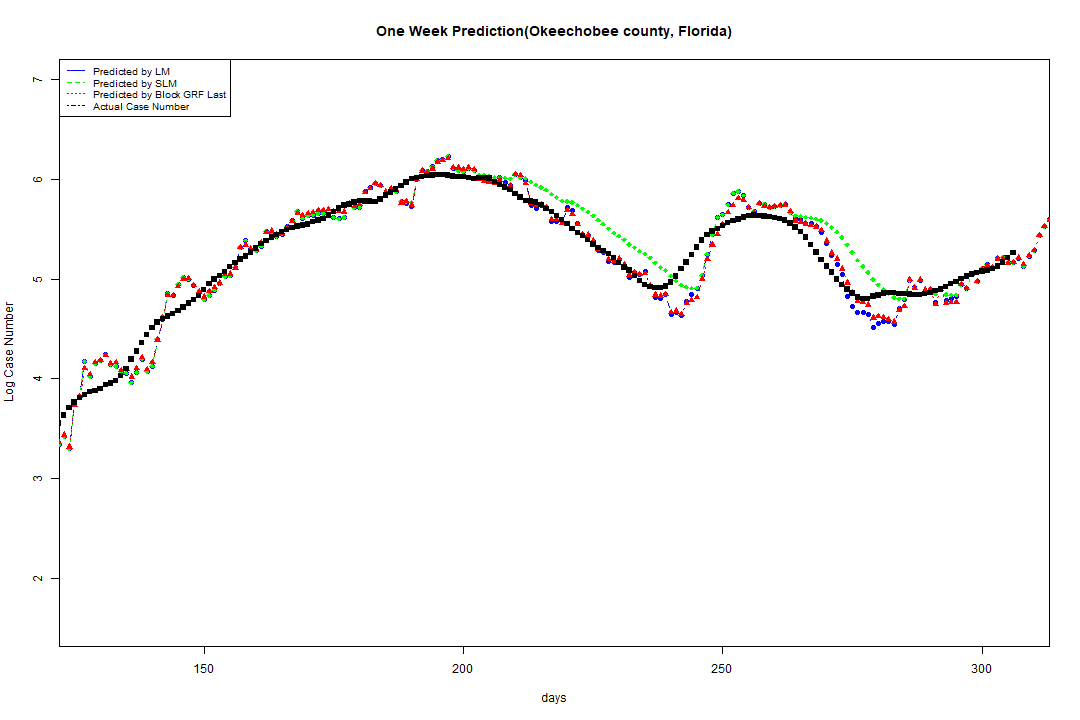 One Week Prediction(Okeechobee county, Florida)
Predicted by LM
Predicted by SLM
Predicted by Block GRF Last
Actual Case Number
7
6
5
4
3
2
Log Case Number
150 200 250 300
days